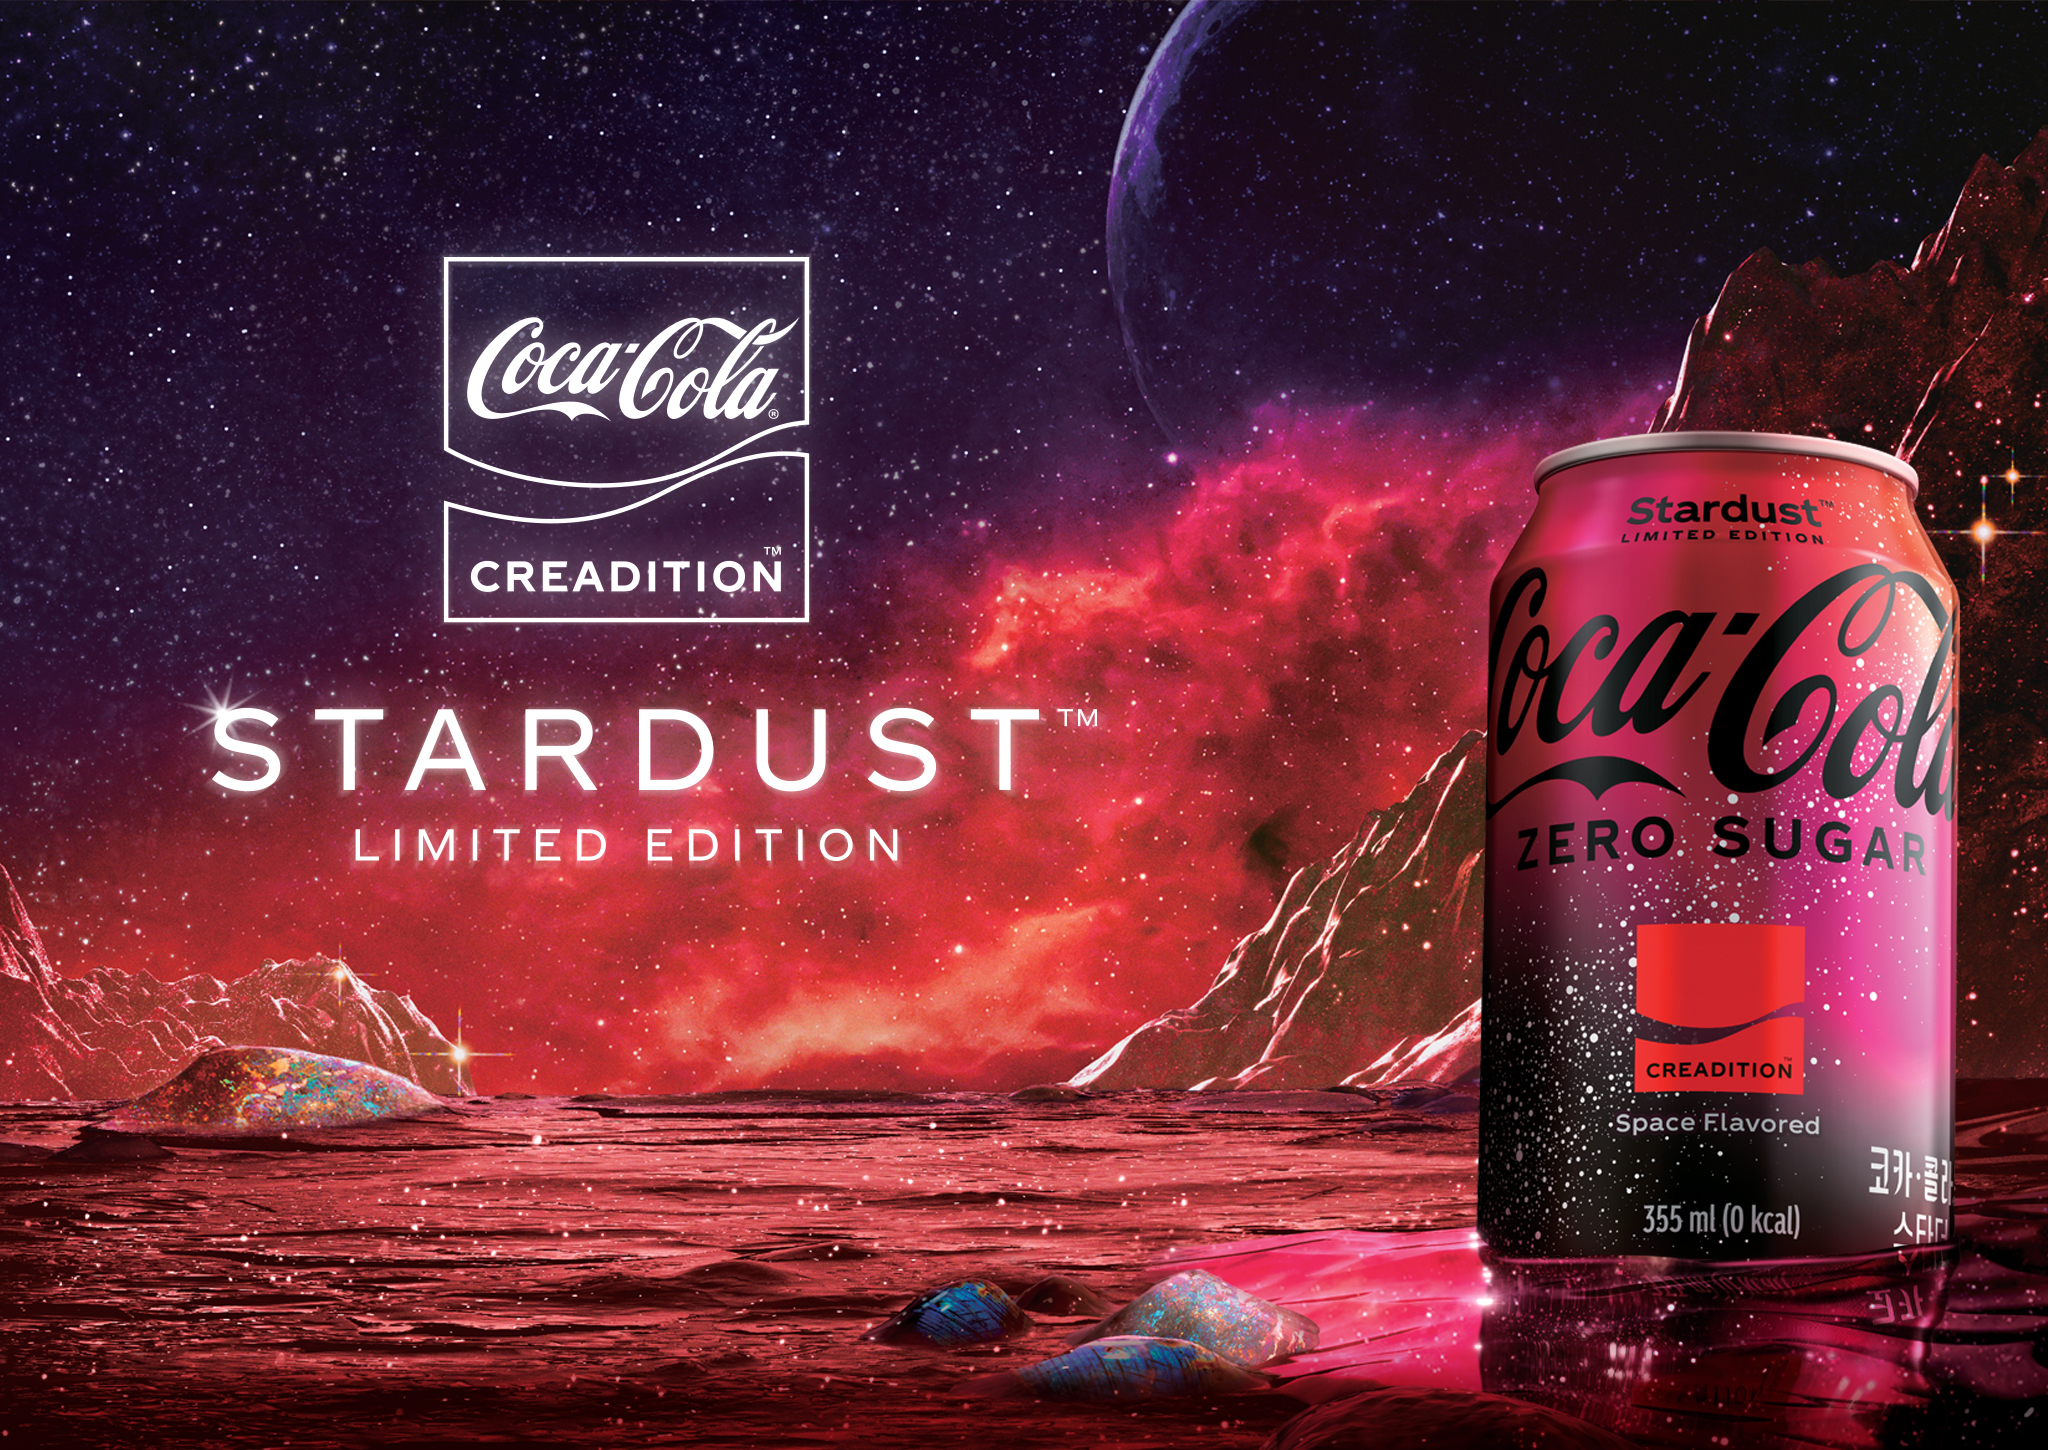 Coca-Cola®
CREADITION™
STARDUST™
LIMITED EDITION
Stardust™
LIMITED EDITION
Coca-Cola
ZERO SUGAR
CREADITION™
Space Flavored
코카·콜라
355 ml (0 kcal)